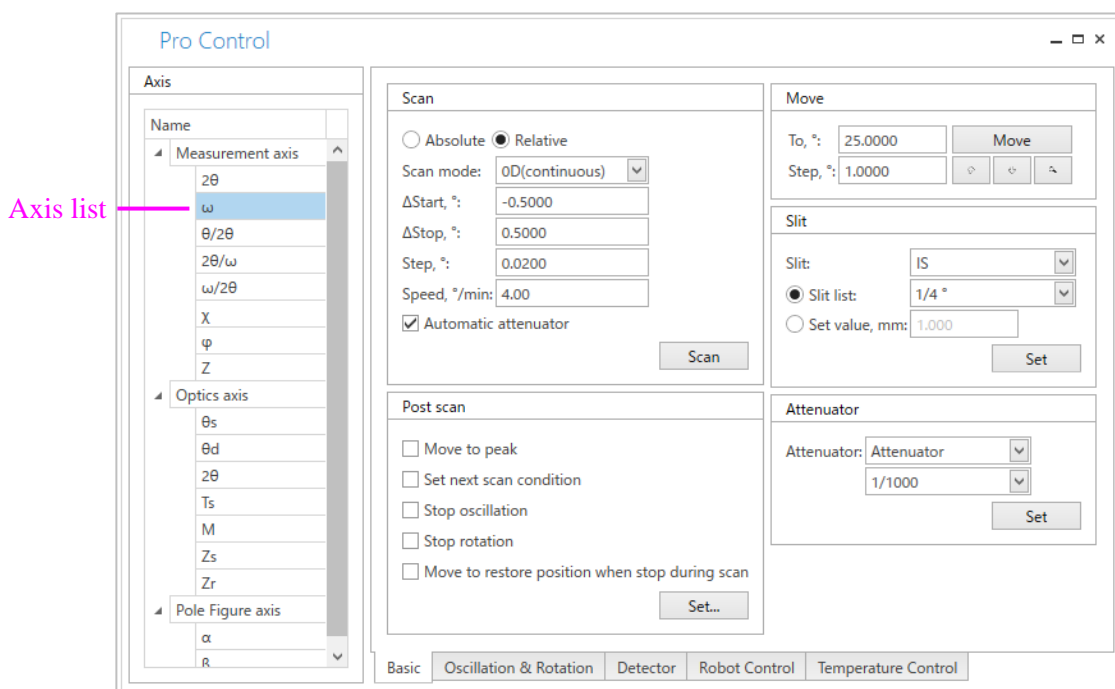 Pro Control
Axis list
Axis
Name
Measurement axis
2θ
ω
θ/2θ
2θ/ω
ω/2θ
χ
φ
Z
Optics axis
θs
θd
2θ
Ts
M
Zs
Zr
Pole Figure axis
α
β
Scan
Absolute Relative
Scan mode: 0D(continuous)
ΔStart, °: -0.5000
ΔStop, °: 0.5000
Step, °: 0.0200
Speed, °/min: 4.00
Automatic attenuator
Scan
Post scan
Move to peak
Set next scan condition
Stop oscillation
Stop rotation
Move to restore position when stop during scan
Set...
Move
To, °: 25.0000 Move
Step, °: 1.0000
Slit
Slit: IS
Slit list: 1/4 °
Set value, mm: 1.000
Set
Attenuator
Attenuator: Attenuator
1/1000
Set
Basic Oscillation & Rotation Detector Robot Control Temperature Control